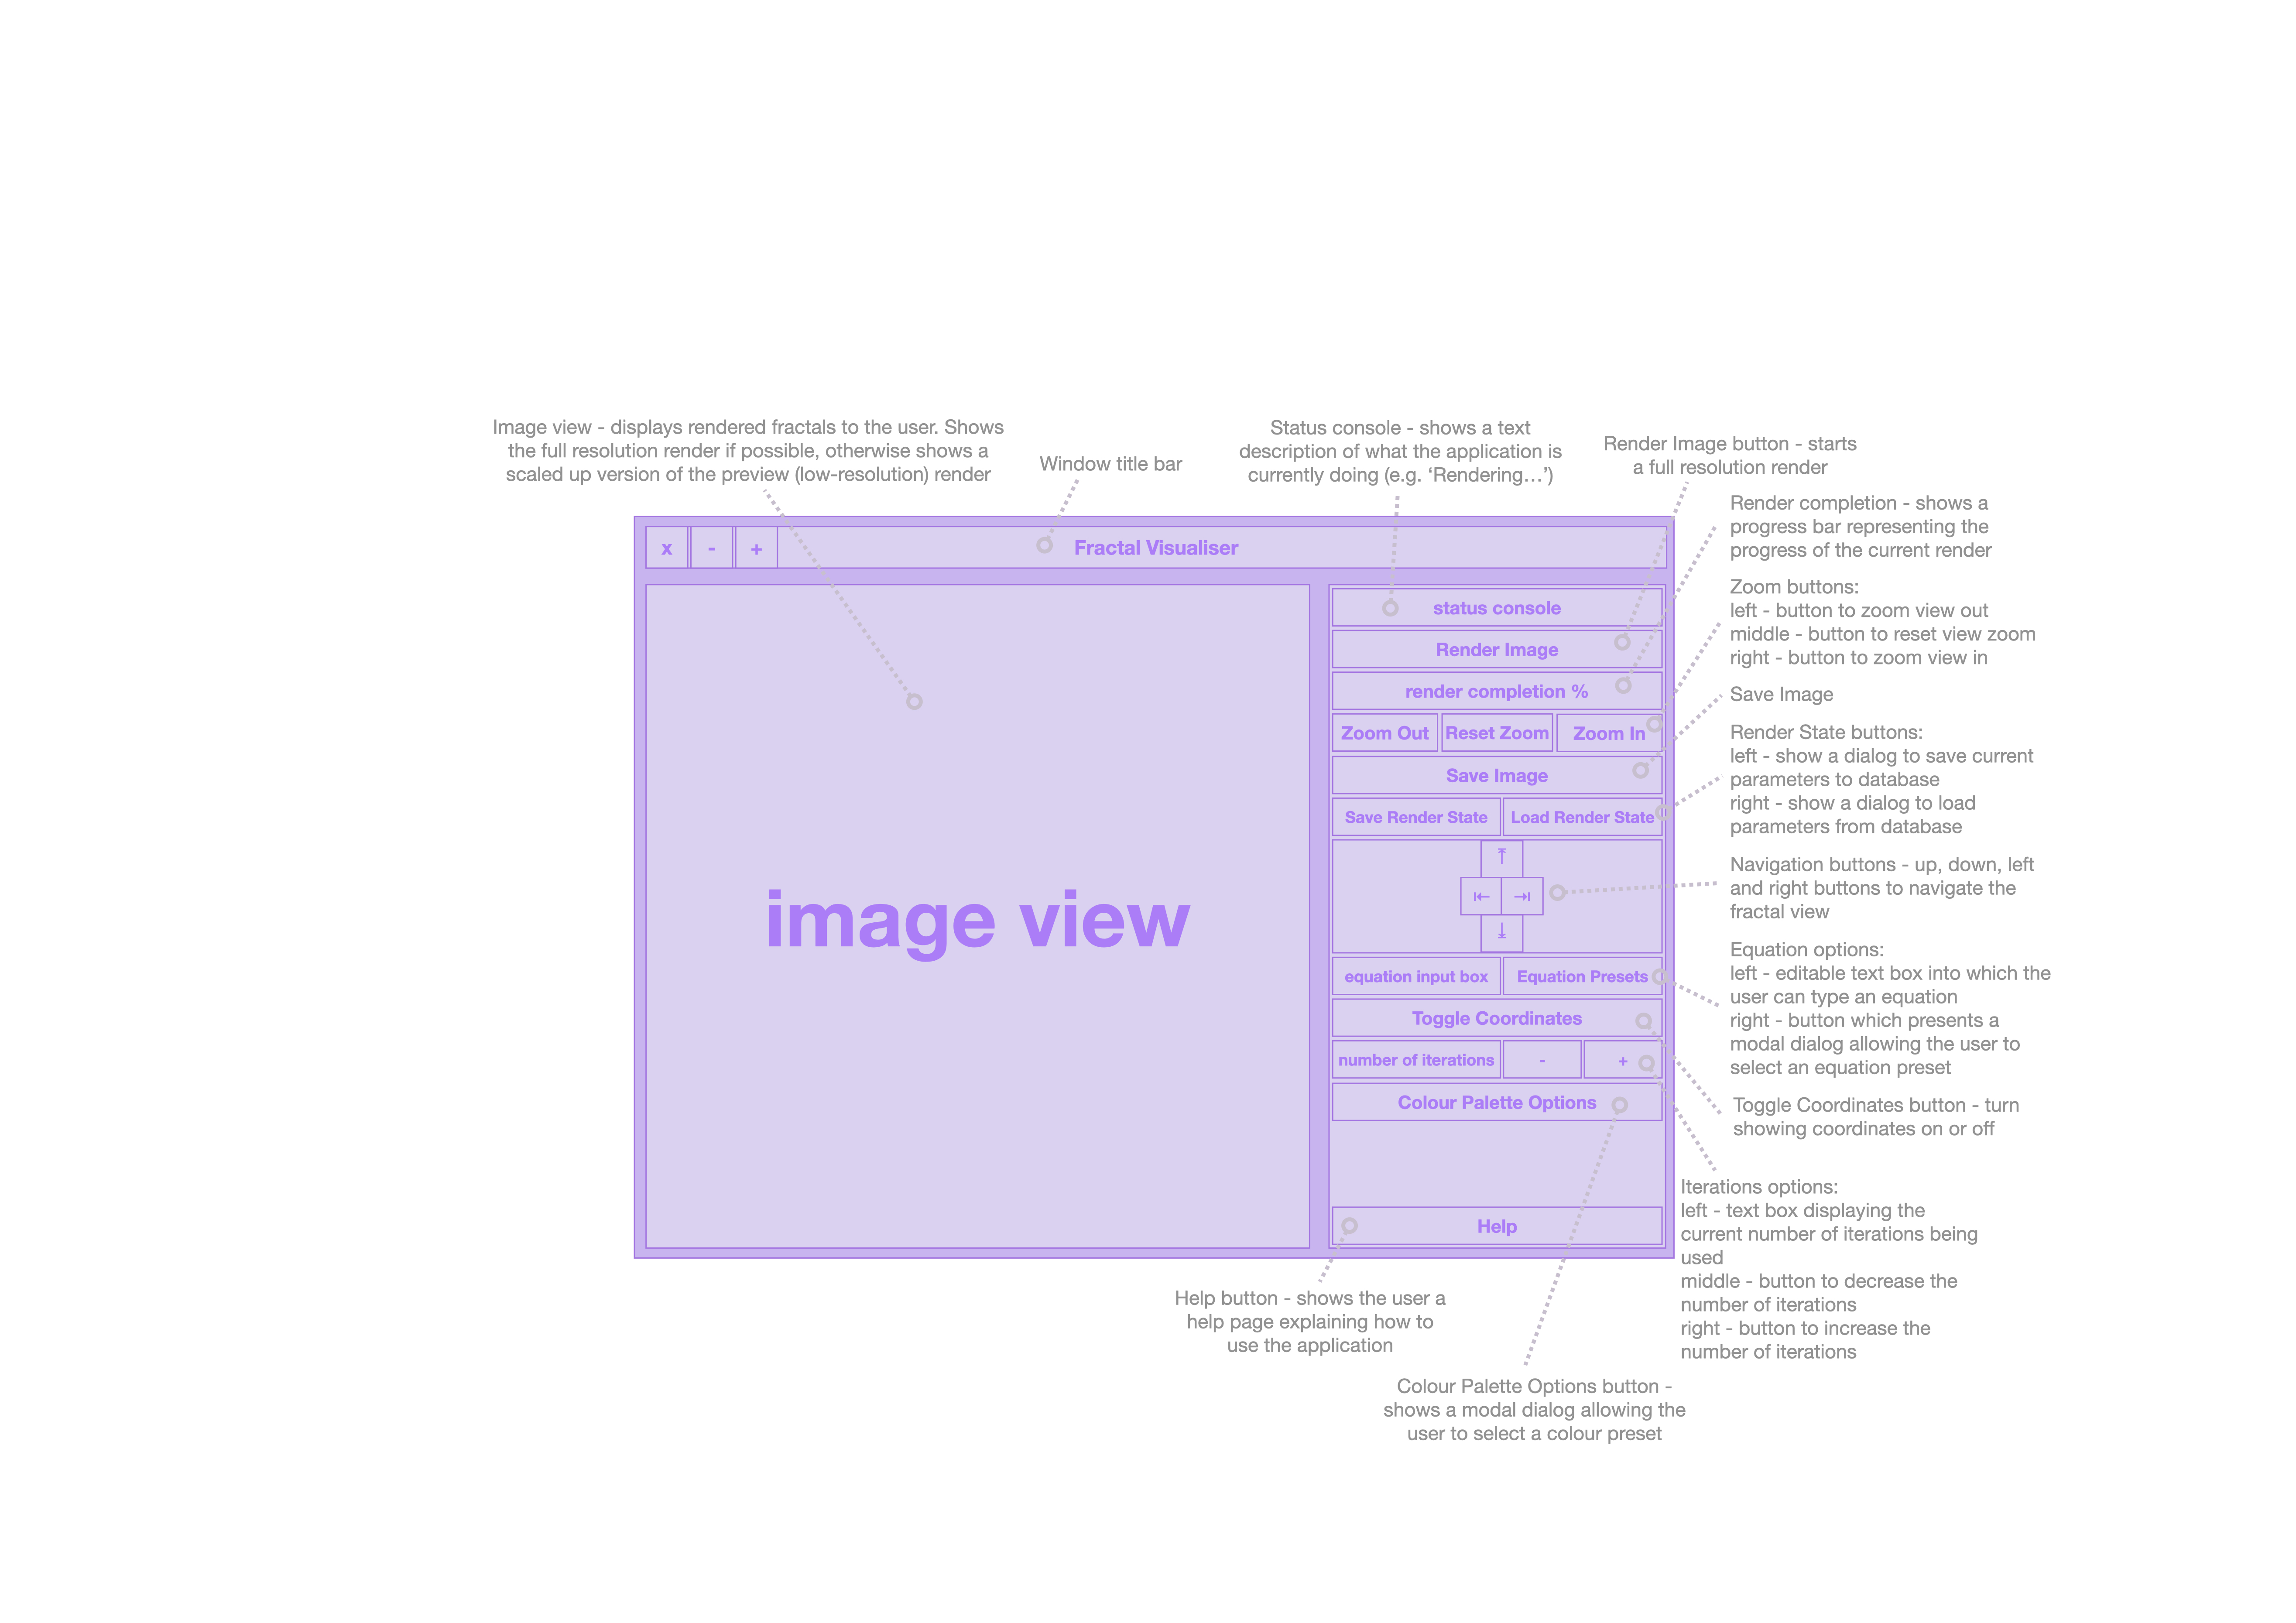 Image view - displays rendered fractals to the user. Shows
the full resolution render if possible, otherwise shows a
scaled up version of the preview (low-resolution) render
Window title bar
Status console - shows a text
description of what the application is
currently doing (e.g. ‘Rendering…’)
Render Image button - starts
a full resolution render
Render completion - shows a
progress bar representing the
progress of the current render
Zoom buttons:
left - button to zoom view out
middle - button to reset view zoom
right - button to zoom view in
Save Image
Render State buttons:
left - show a dialog to save current
parameters to database
right - show a dialog to load
parameters from database
Navigation buttons - up, down, left
and right buttons to navigate the
fractal view
Equation options:
left - editable text box into which the
user can type an equation
right - button which presents a
modal dialog allowing the user to
select an equation preset
Toggle Coordinates button - turn
showing coordinates on or off
Iterations options:
left - text box displaying the
current number of iterations being
used
middle - button to decrease the
number of iterations
right - button to increase the
number of iterations
x - + Fractal Visualiser
image view
status console
Render Image
render completion %
Zoom Out Reset Zoom Zoom In
Save Image
Save Render State Load Render State
equation input box Equation Presets
Toggle Coordinates
number of iterations - +
Colour Palette Options
Help
Help button - shows the user a
help page explaining how to
use the application
Colour Palette Options button -
shows a modal dialog allowing the
user to select a colour preset